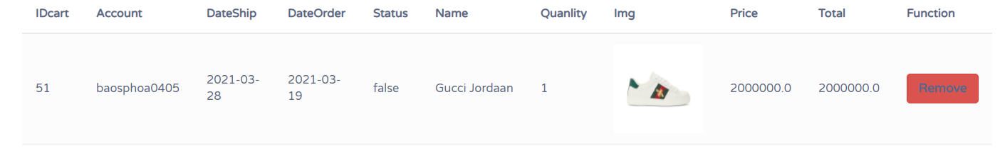 IDcart Account DateShip DateOrder Status Name Quanlity Img Price Total Function
51 baosphoa0405 2021-03-28 2021-03-19 false Gucci Jordaan 1 2000000.0 2000000.0 Remove